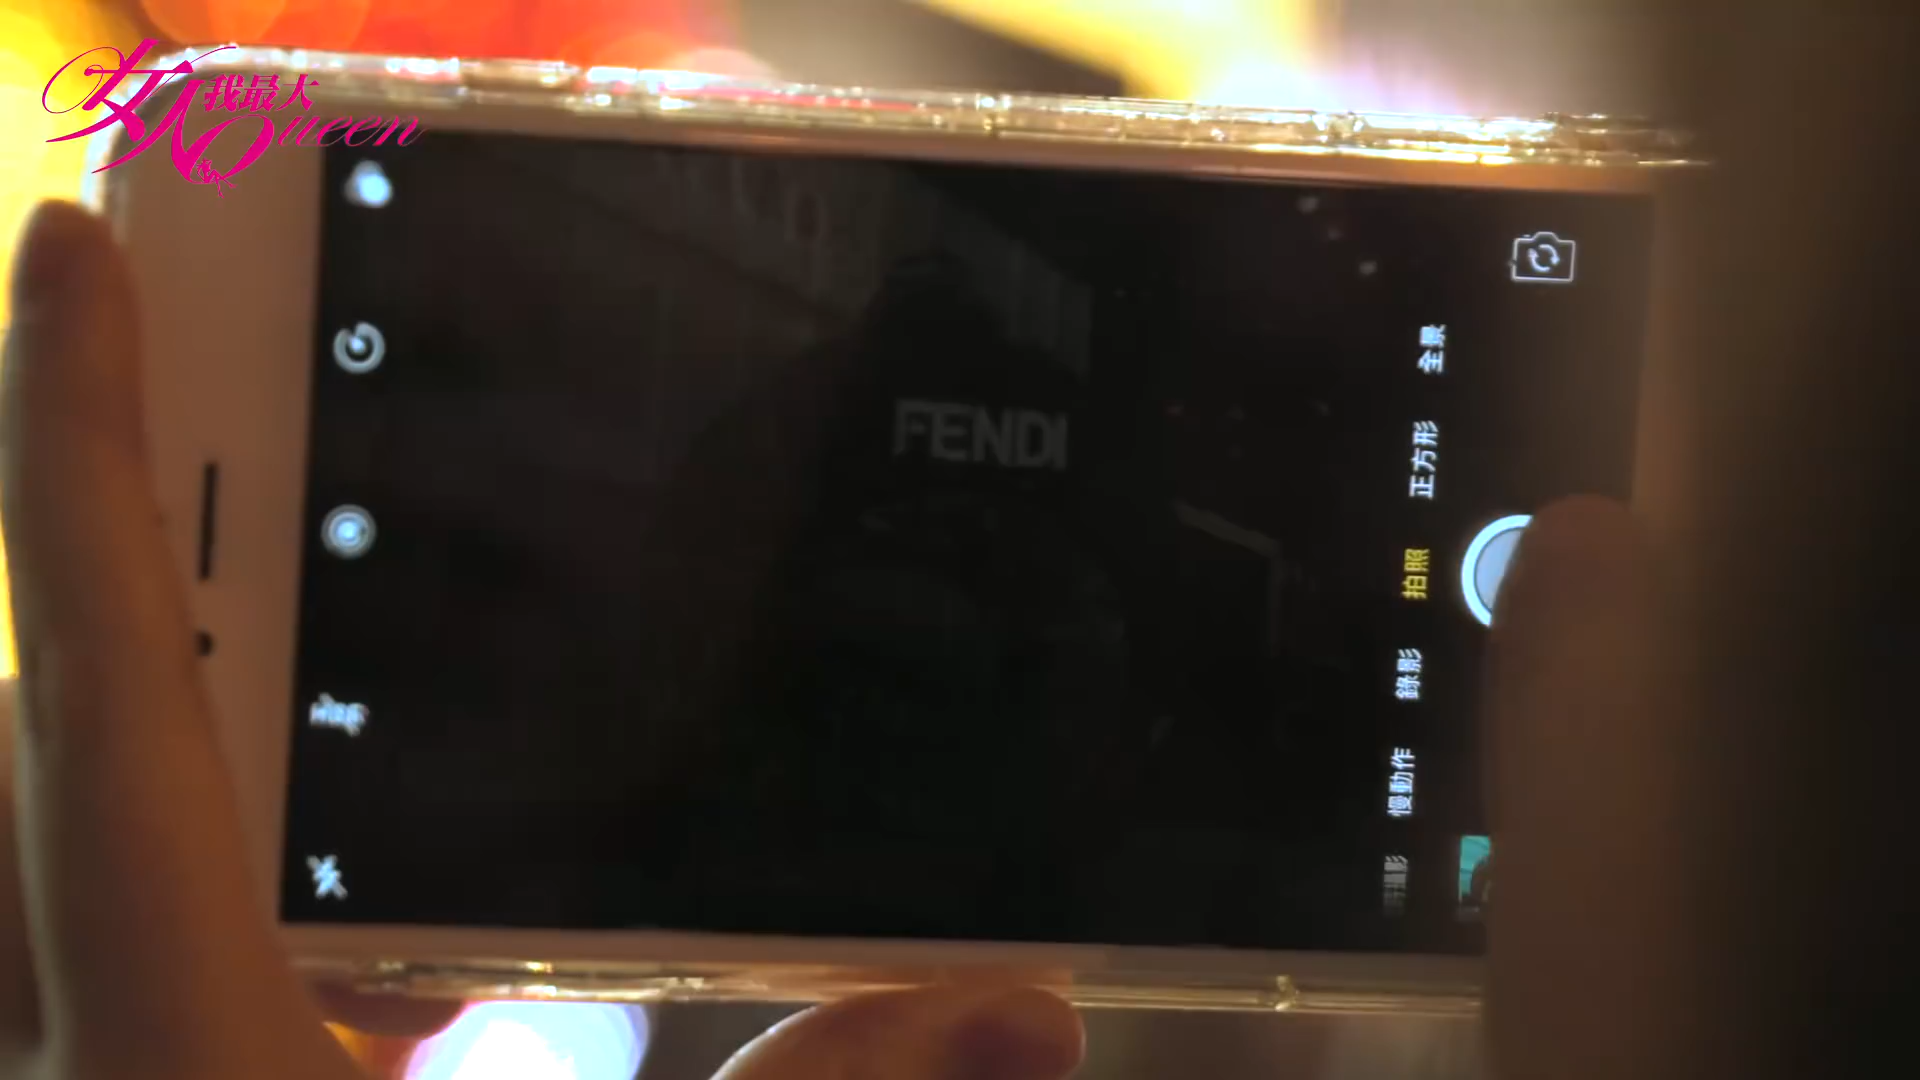 女人我最大
Queen
FENDI
全景
正方形
拍照
錄影
慢動作